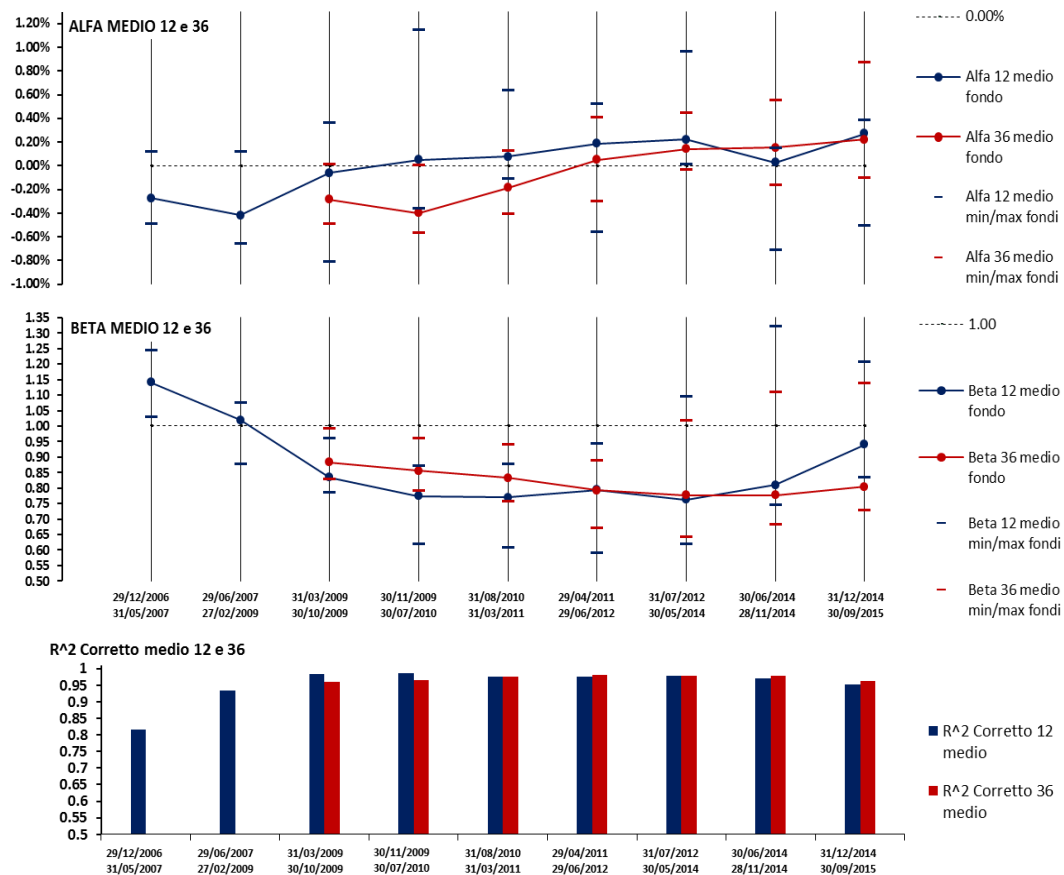 ALFA MEDIO 12 e 36
1.20%
1.00%
0.80%
0.60%
0.40%
0.20%
0.00%
-0.20%
-0.40%
-0.60%
-0.80%
-1.00%
0.00%
Alfa 12 medio
fondo
Alfa 36 medio
fondo
Alfa 12 medio
min/max fondi
Alfa 36 medio
min/max fondi
BETA MEDIO 12 e 36
1.35
1.30
1.25
1.20
1.15
1.10
1.05
1.00
0.95
0.90
0.85
0.80
0.75
0.70
0.65
0.60
0.55
0.50
29/12/2006 29/06/2007 31/03/2009 30/11/2009 31/08/2010 29/04/2011 31/07/2012 30/06/2014 31/12/2014
31/05/2007 27/02/2009 30/10/2009 30/07/2010 31/03/2011 29/06/2012 30/05/2014 28/11/2014 30/09/2015
1.00
Beta 12 medio
fondo
Beta 36 medio
fondo
Beta 12 medio
min/max fondi
Beta 36 medio
min/max fondi
R^2 Corretto medio 12 e 36
1
0.95
0.9
0.85
0.8
0.75
0.7
0.65
0.6
0.55
0.5
29/12/2006 29/06/2007 31/03/2009 30/11/2009 31/08/2010 29/04/2011 31/07/2012 30/06/2014 31/12/2014
31/05/2007 27/02/2009 30/10/2009 30/07/2010 31/03/2011 29/06/2012 30/05/2014 28/11/2014 30/09/2015
R^2 Corretto 12
medio
R^2 Corretto 36
medio